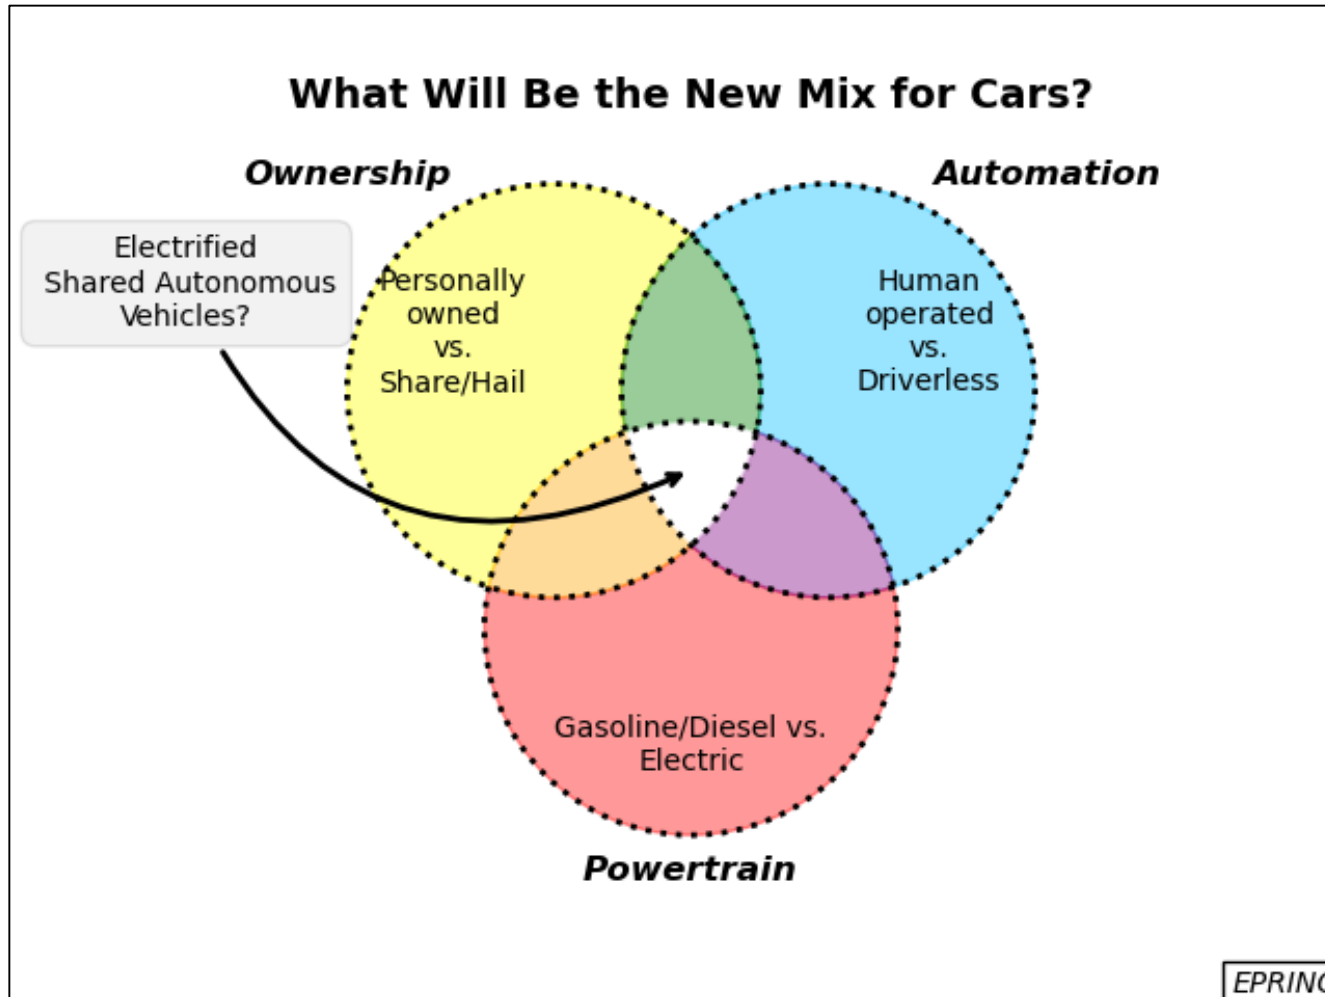 What Will Be the New Mix for Cars?
Ownership
Automation
Electrified
Shared Autonomous
Vehicles?
Personally
owned
vs.
Share/Hail
Human
operated
vs.
Driverless
Gasoline/Diesel vs.
Electric
Powertrain